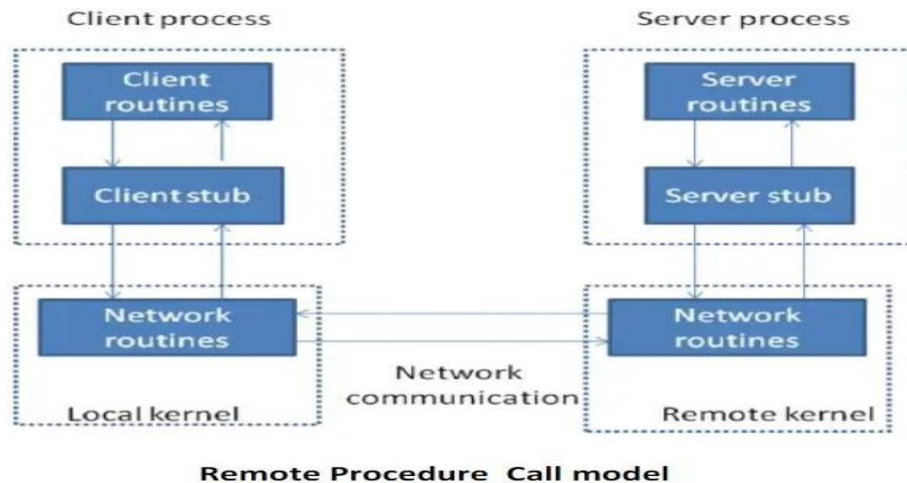 Client process
Server process
Client
routines
Server
routines
Client stub
Server stub
Network
routines
Network
routines
Network
communication
Local kernel
Remote kernel
Remote Procedure Call model